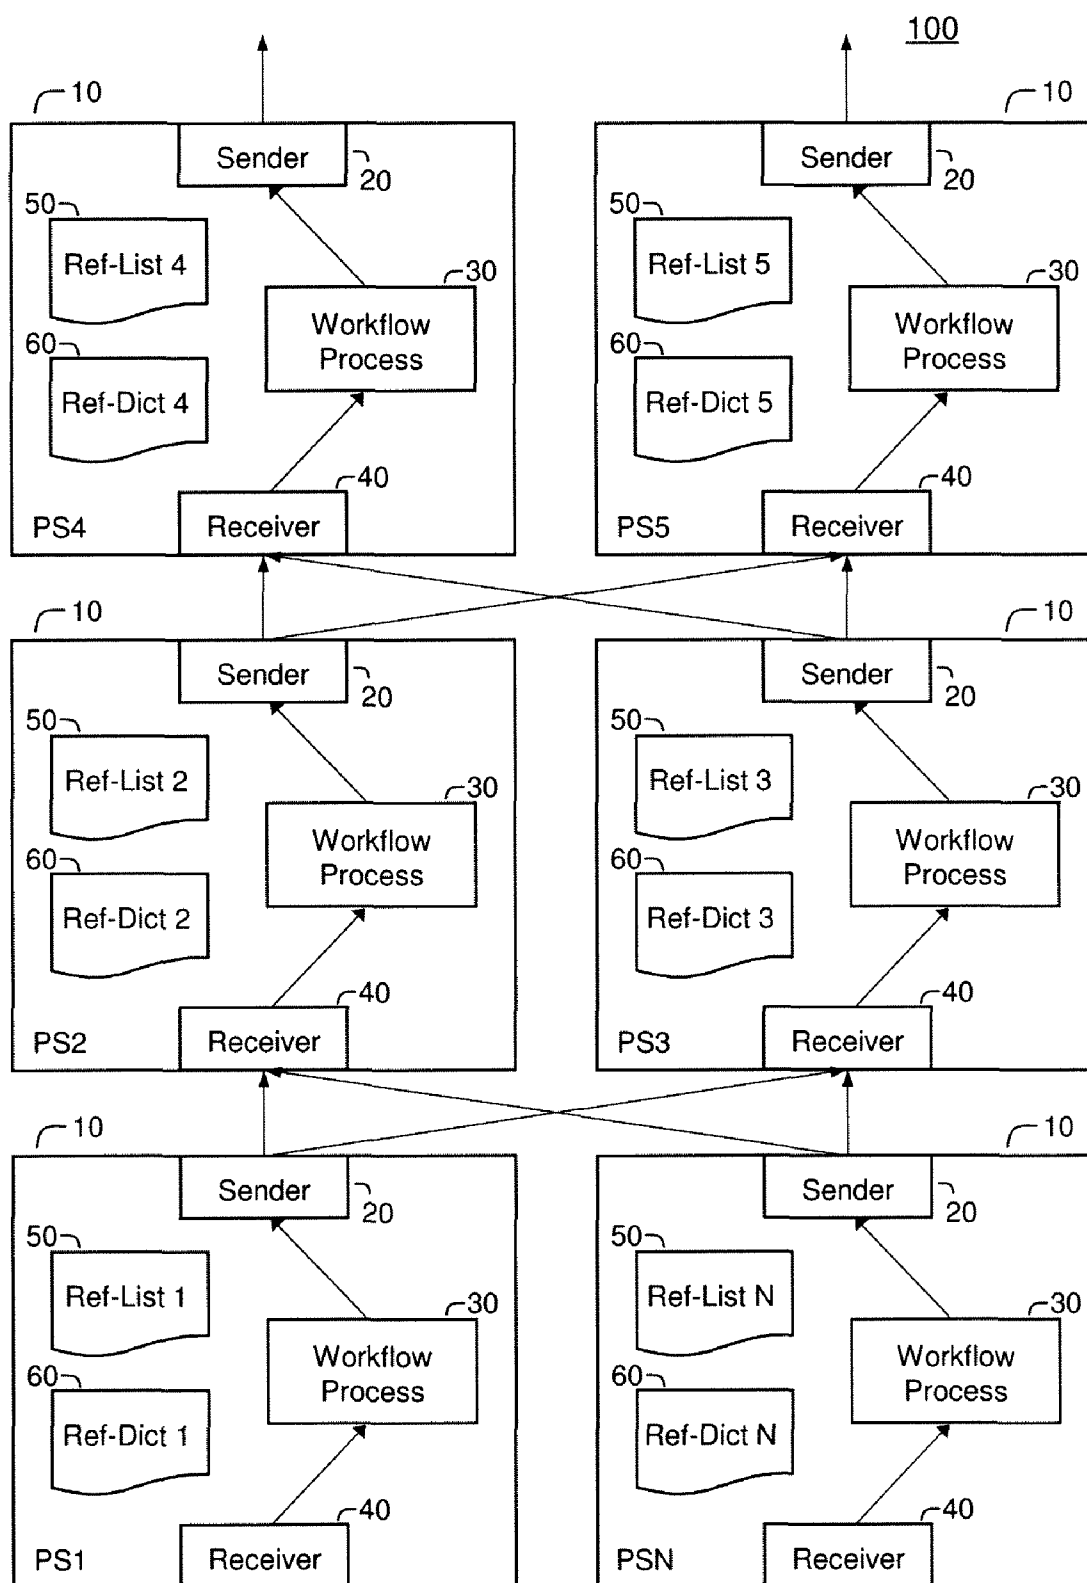 100
10
Sender
20
50
Ref-List 4
30
Workflow
Process
60
Ref-Dict 4
40
PS4
Receiver
10
Sender
20
50
Ref-List 5
30
Workflow
Process
60
Ref-Dict 5
40
PS5
Receiver
10
Sender
20
50
Ref-List 2
30
Workflow
Process
60
Ref-Dict 2
40
PS2
Receiver
10
Sender
20
50
Ref-List 3
30
Workflow
Process
60
Ref-Dict 3
40
PS3
Receiver
10
Sender
20
50
Ref-List 1
30
Workflow
Process
60
Ref-Dict 1
40
PS1
Receiver
10
Sender
20
50
Ref-List N
30
Workflow
Process
60
Ref-Dict N
40
PSN
Receiver